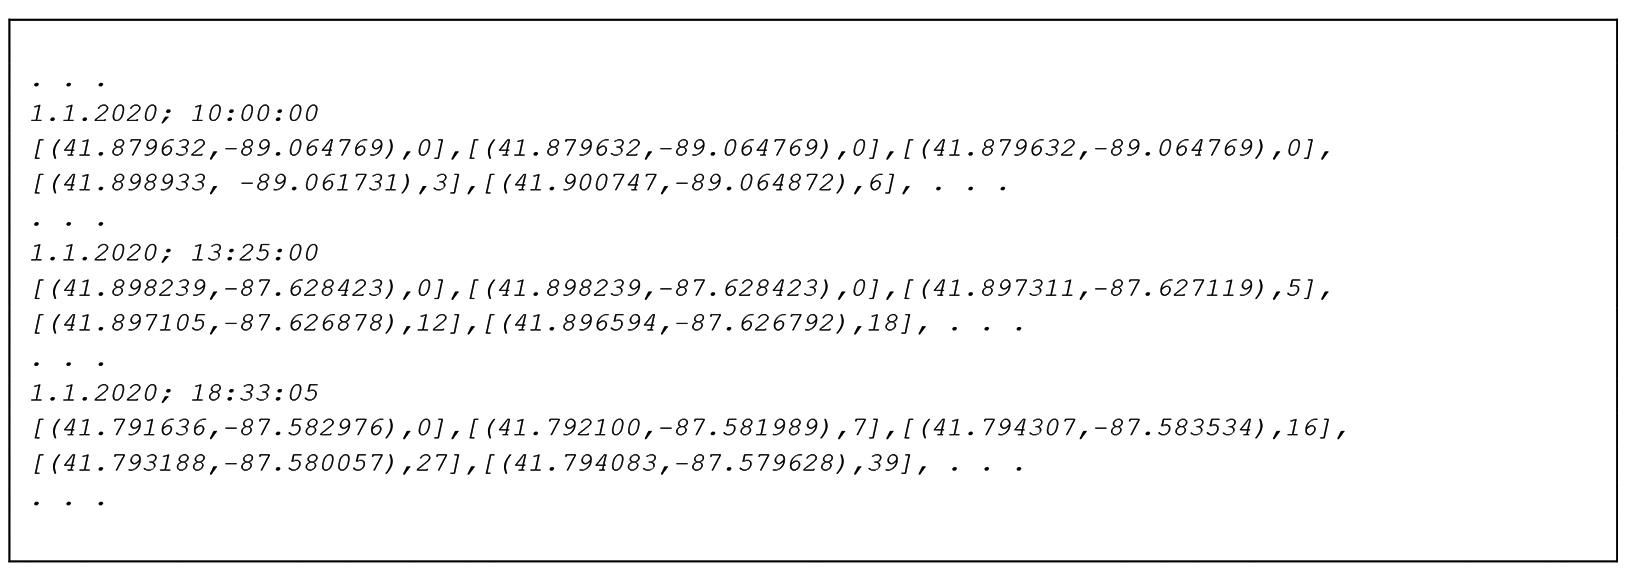 . . .
1.1.2020; 10:00:00
[(41.879632,-89.064769),0],[(41.879632,-89.064769),0],[(41.879632,-89.064769),0],
[(41.898933, -89.061731),3],[(41.900747,-89.064872),6], . . .
. . .
1.1.2020; 13:25:00
[(41.898239,-87.628423),0],[(41.898239,-87.628423),0],[(41.897311,-87.627119),5],
[(41.897105,-87.626878),12],[(41.896594,-87.626792),18], . . .
. . .
1.1.2020; 18:33:05
[(41.791636,-87.582976),0],[(41.792100,-87.581989),7],[(41.794307,-87.583534),16],
[(41.793188,-87.580057),27],[(41.794083,-87.579628),39], . . .
. . .